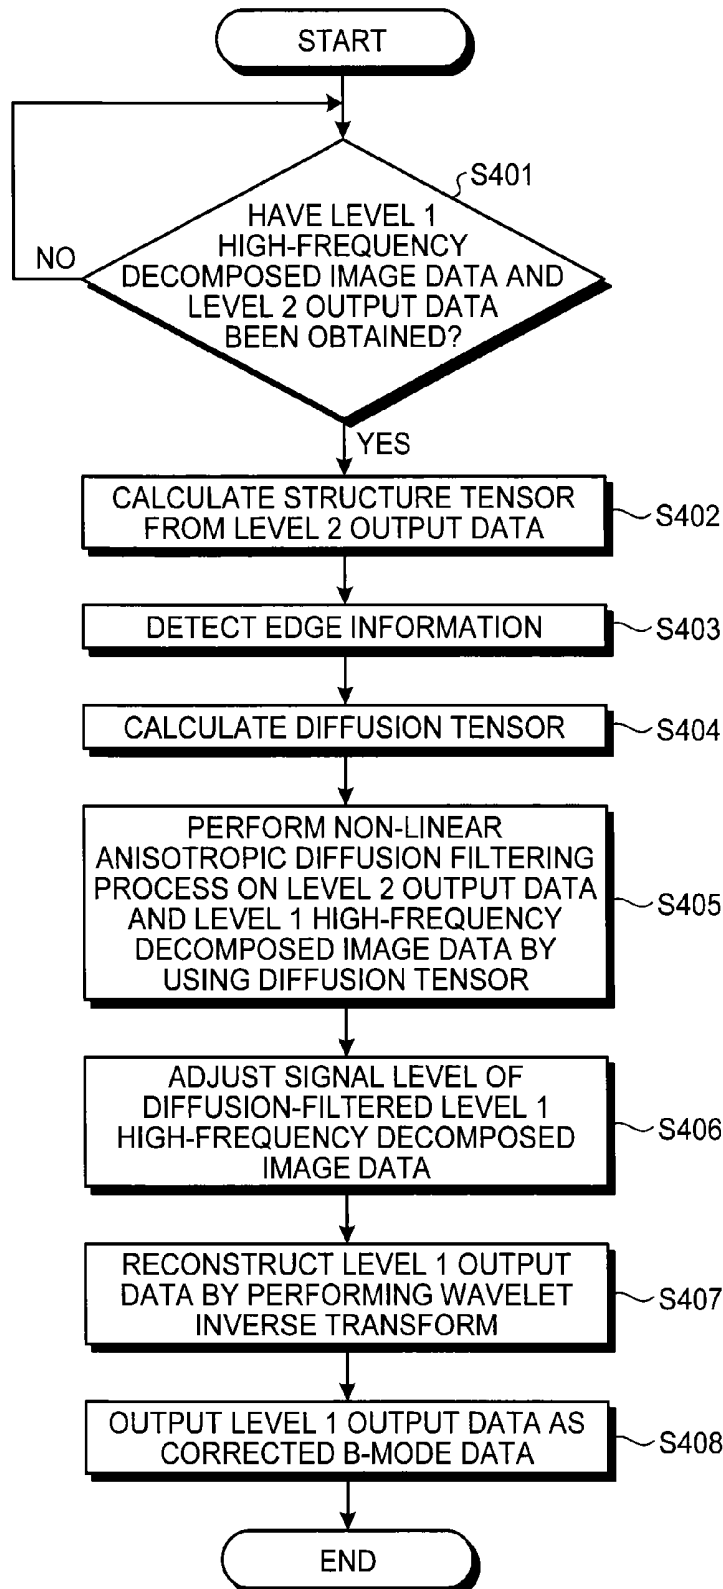 START
S401
HAVE LEVEL 1
HIGH-FREQUENCY
DECOMPOSED IMAGE DATA AND
LEVEL 2 OUTPUT DATA
BEEN OBTAINED?
NO
YES
CALCULATE STRUCTURE TENSOR
FROM LEVEL 2 OUTPUT DATA
S402
DETECT EDGE INFORMATION
S403
CALCULATE DIFFUSION TENSOR
S404
PERFORM NON-LINEAR
ANISOTROPIC DIFFUSION FILTERING
PROCESS ON LEVEL 2 OUTPUT DATA
AND LEVEL 1 HIGH-FREQUENCY
DECOMPOSED IMAGE DATA BY
USING DIFFUSION TENSOR
S405
ADJUST SIGNAL LEVEL OF
DIFFUSION-FILTERED LEVEL 1
HIGH-FREQUENCY DECOMPOSED
IMAGE DATA
S406
RECONSTRUCT LEVEL 1 OUTPUT
DATA BY PERFORMING WAVELET
INVERSE TRANSFORM
S407
OUTPUT LEVEL 1 OUTPUT DATA AS
CORRECTED B-MODE DATA
S408
END